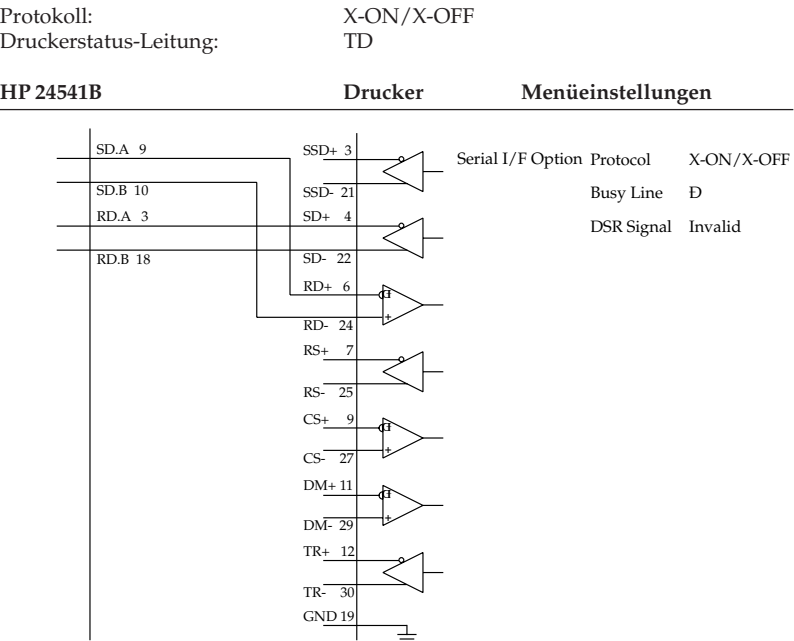 Protokoll: X-ON/X-OFF
Druckerstatus-Leitung: TD
HP 24541B Drucker Menüeinstellungen
SD.A 9 SSD+ 3 Serial I/F Option Protocol X-ON/X-OFF
SD.B 10 SSD- 21 Busy Line Đ
RD.A 3 SD+ 4 DSR Signal Invalid
RD.B 18 SD- 22
RD+ 6
+
RD- 24
RS+ 7
RS- 25
CS+ 9
+
CS- 27
DM+ 11
+
DM- 29
TR+ 12
TR- 30
GND 19